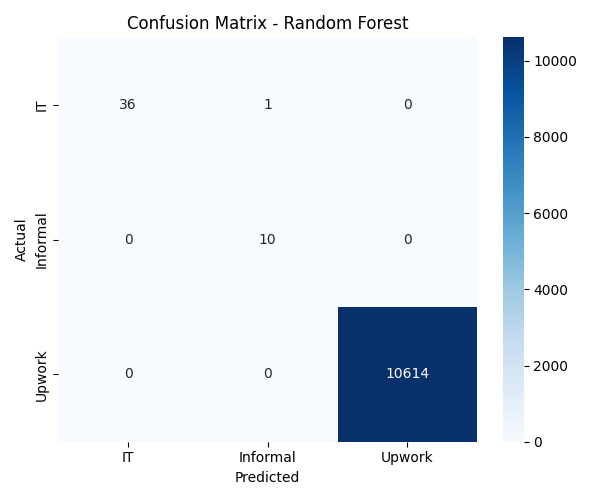 Confusion Matrix - Random Forest
IT
36
1
0
Informal
0
10
0
Upwork
0
0
10614
Actual
IT
Informal
Upwork
Predicted
10000
8000
6000
4000
2000
0